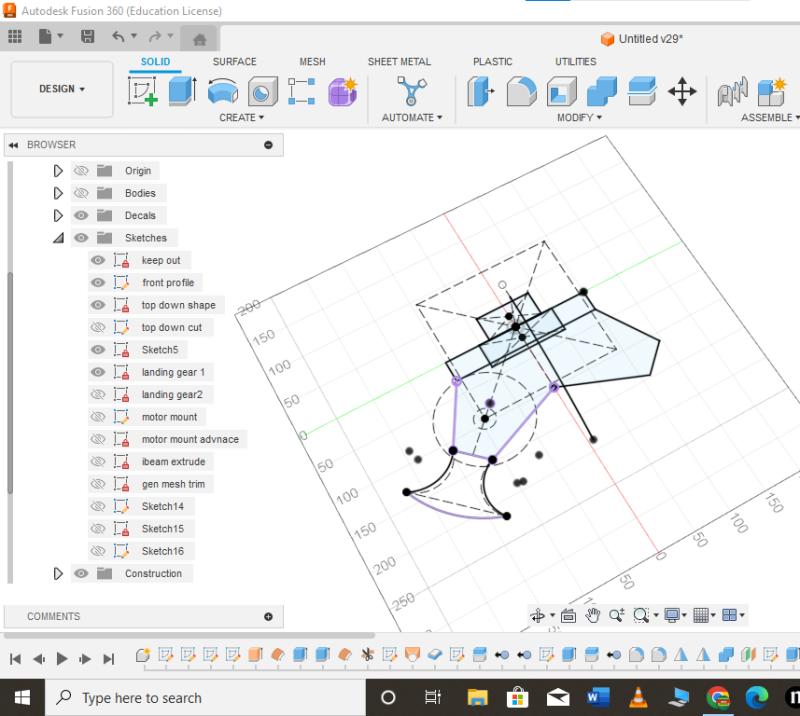 Autodesk Fusion 360 (Education License)
Untitled v29*
SOLID SURFACE MESH SHEET METAL PLASTIC UTILITIES
DESIGN
CREATE AUTOMATE MODIFY ASSEMBLE
BROWSER
Origin
Bodies
Decals
Sketches
keep out
front profile
top down shape
top down cut
Sketch5
landing gear 1
landing gear2
motor mount
motor mount advnace
ibeam extrude
gen mesh trim
Sketch14
Sketch15
Sketch16
Construction
200
150
100
50
0
50
100
150
200
250
50
50
100
150
COMMENTS
Type here to search